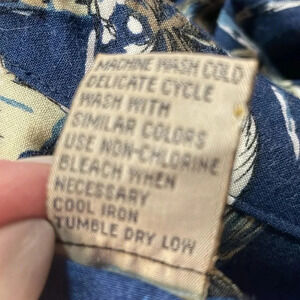 MACHINE WASH COLD
DELICATE CYCLE
WASH WITH
SIMILAR COLORS
USE NON-CHLORINE
BLEACH WHEN
NECESSARY
COOL IRON
TUMBLE DRY LOW